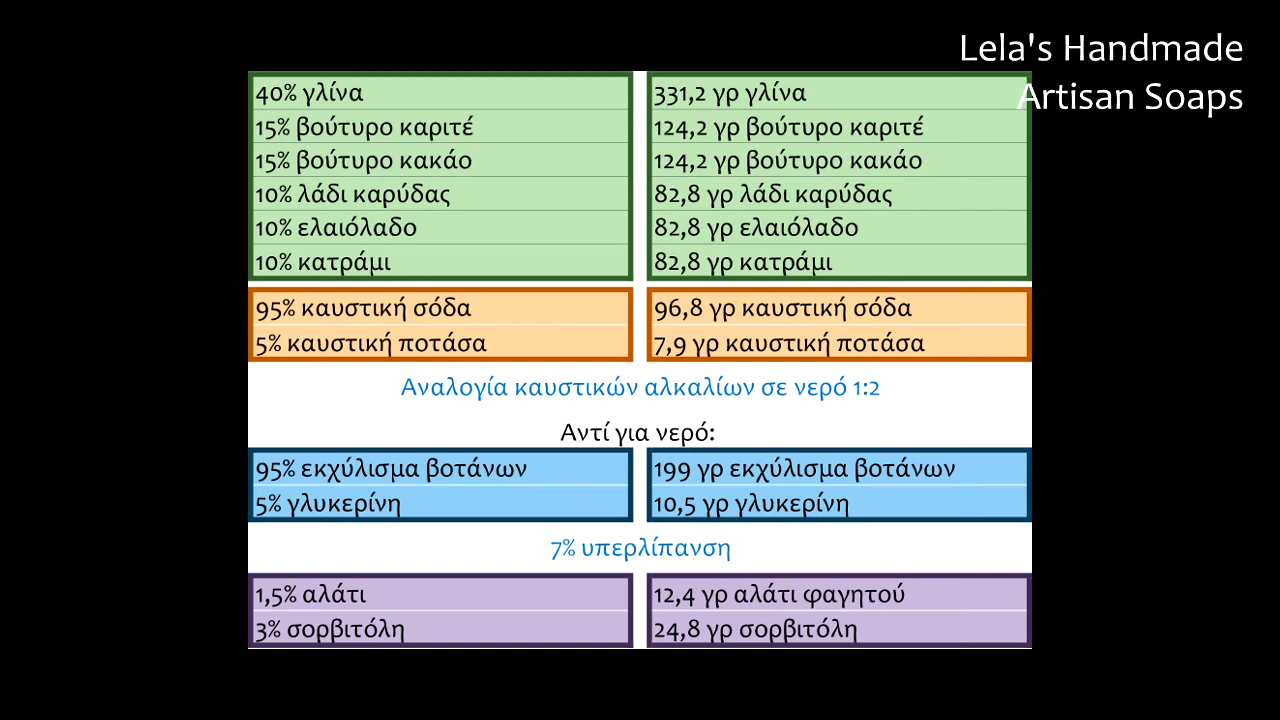 Lela's Handmade
Artisan Soaps
40% γλίνα
331,2 γρ γλίνα
15% βούτυρο καριτέ
124,2 γρ βούτυρο καριτέ
15% βούτυρο κακάο
124,2 γρ βούτυρο κακάο
10% λάδι καρύδας
82,8 γρ λάδι καρύδας
10% ελαιόλαδο
82,8 γρ ελαιόλαδο
10% κατράμι
82,8 γρ κατράμι
95% καυστική σόδα
96,8 γρ καυστική σόδα
5% καυστική ποτάσα
7,9 γρ καυστική ποτάσα
Αναλογία καυστικών αλκαλίων σε νερό 1:2
Αντί για νερό:
95% εκχύλισμα βοτάνων
199 γρ εκχύλισμα βοτάνων
5% γλυκερίνη
10,5 γρ γλυκερίνη
7% υπερλίπανση
1,5% αλάτι
12,4 γρ αλάτι φαγητού
3% σορβιτόλη
24,8 γρ σορβιτόλη